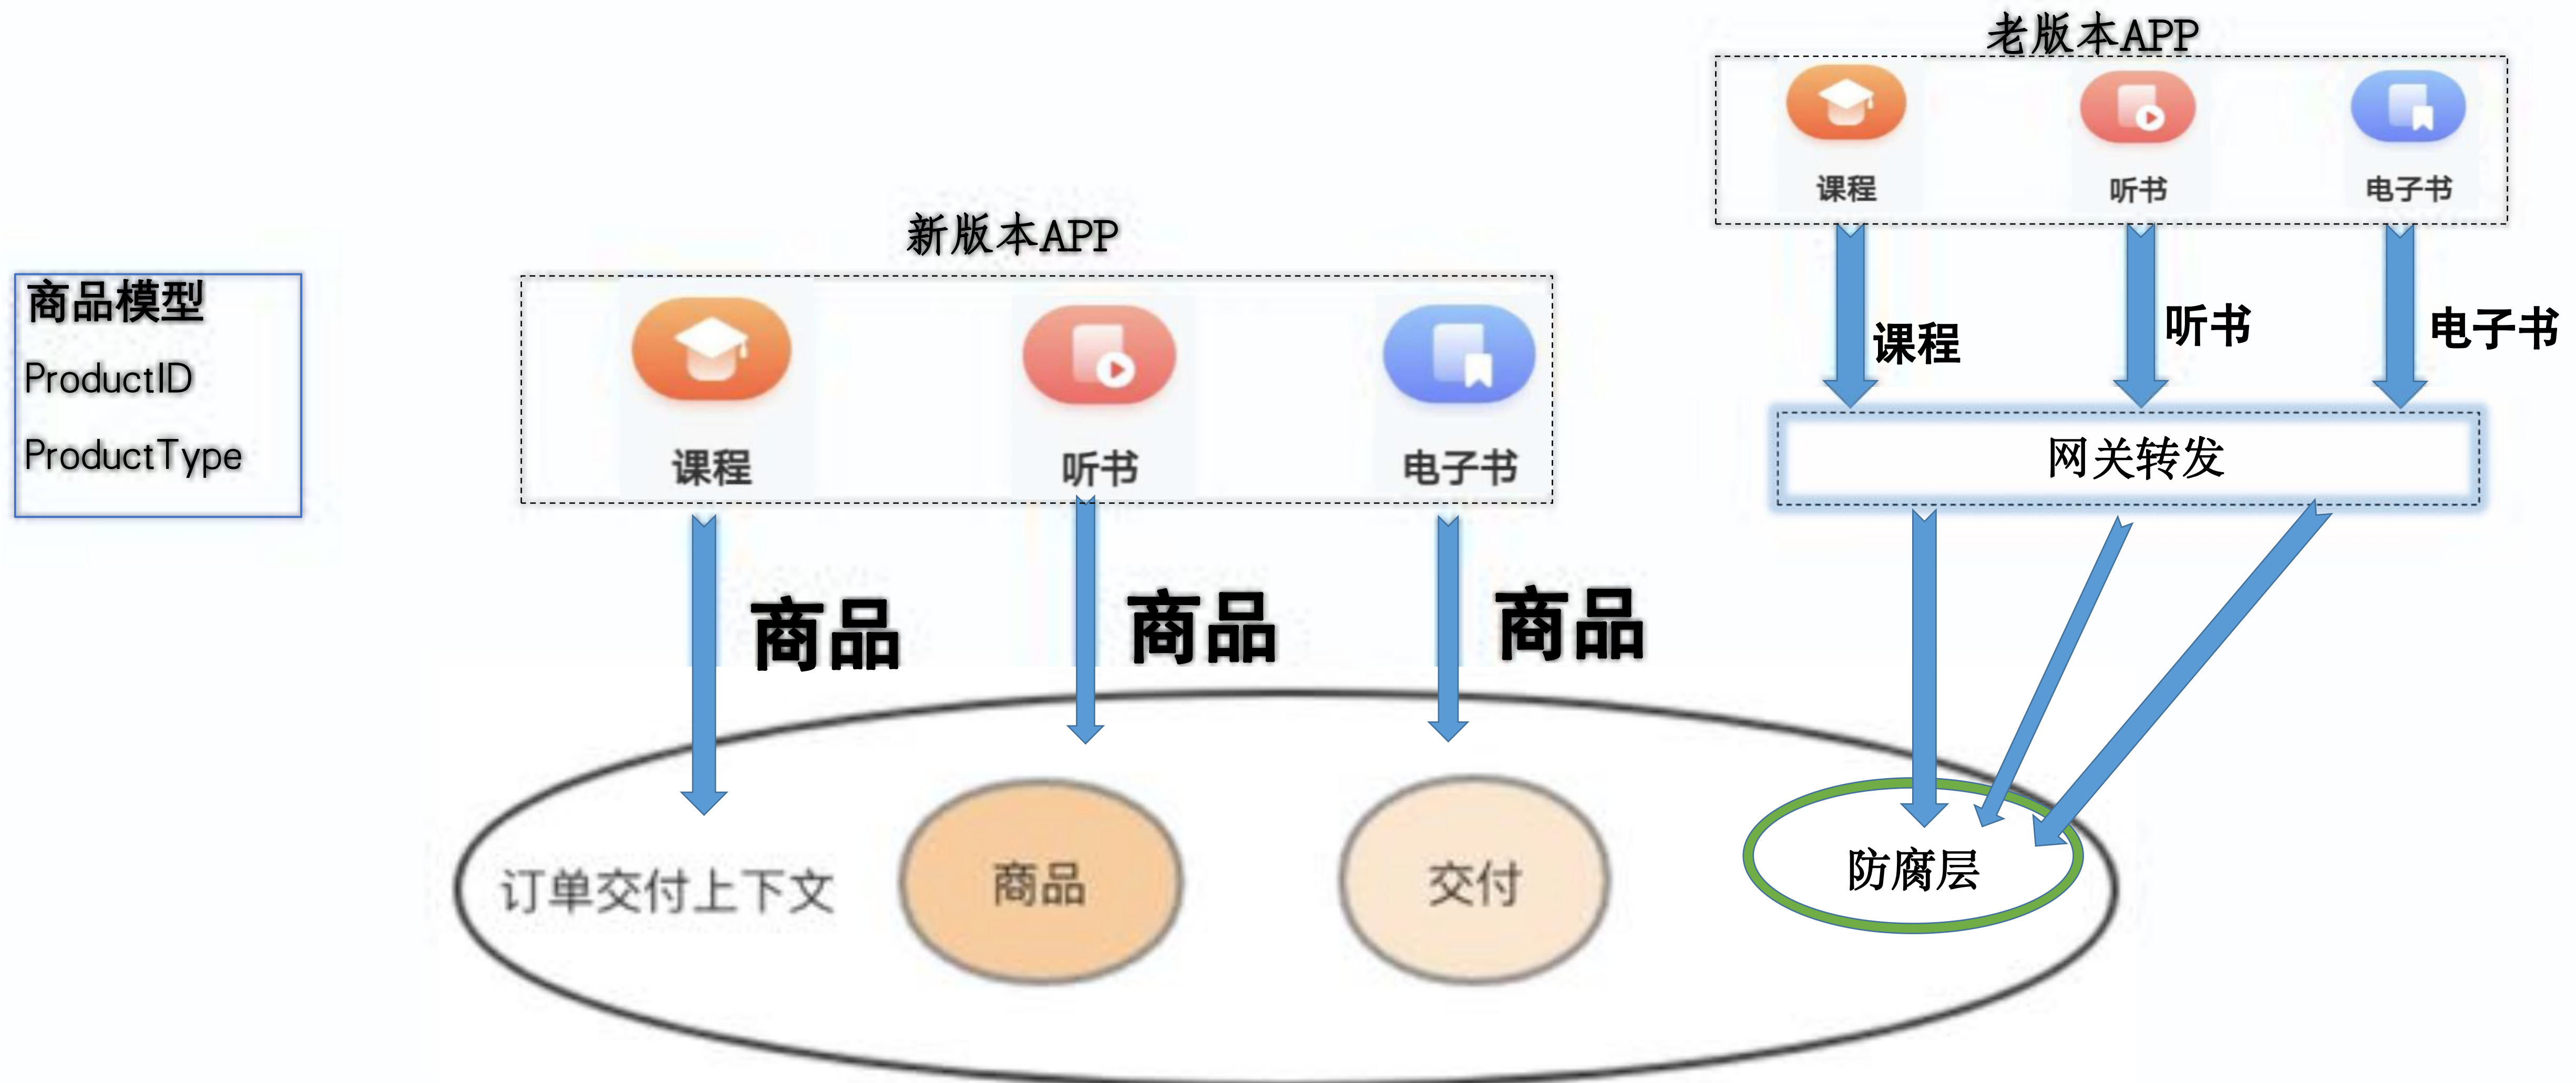 老版本APP
课程
听书
电子书
新版本APP
商品模型
ProductID
ProductType
课程
听书
电子书
课程
听书
电子书
网关转发
商品
商品
商品
订单交付上下文
商品
交付
防腐层